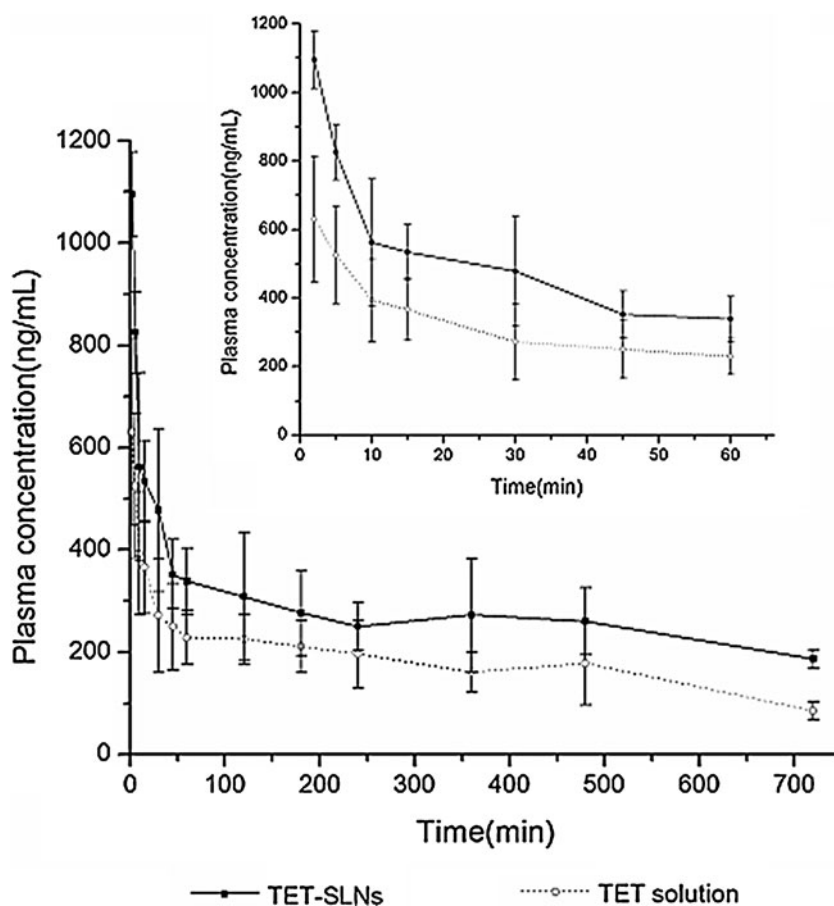 1200
1000
800
600
400
200
0
Plasma concentration(ng/mL)
0 10 20 30 40 50 60
Time(min)
1200
1000
800
600
400
200
0
Plasma concentration(ng/mL)
0 100 200 300 400 500 600 700
Time(min)
TET-SLNs TET solution